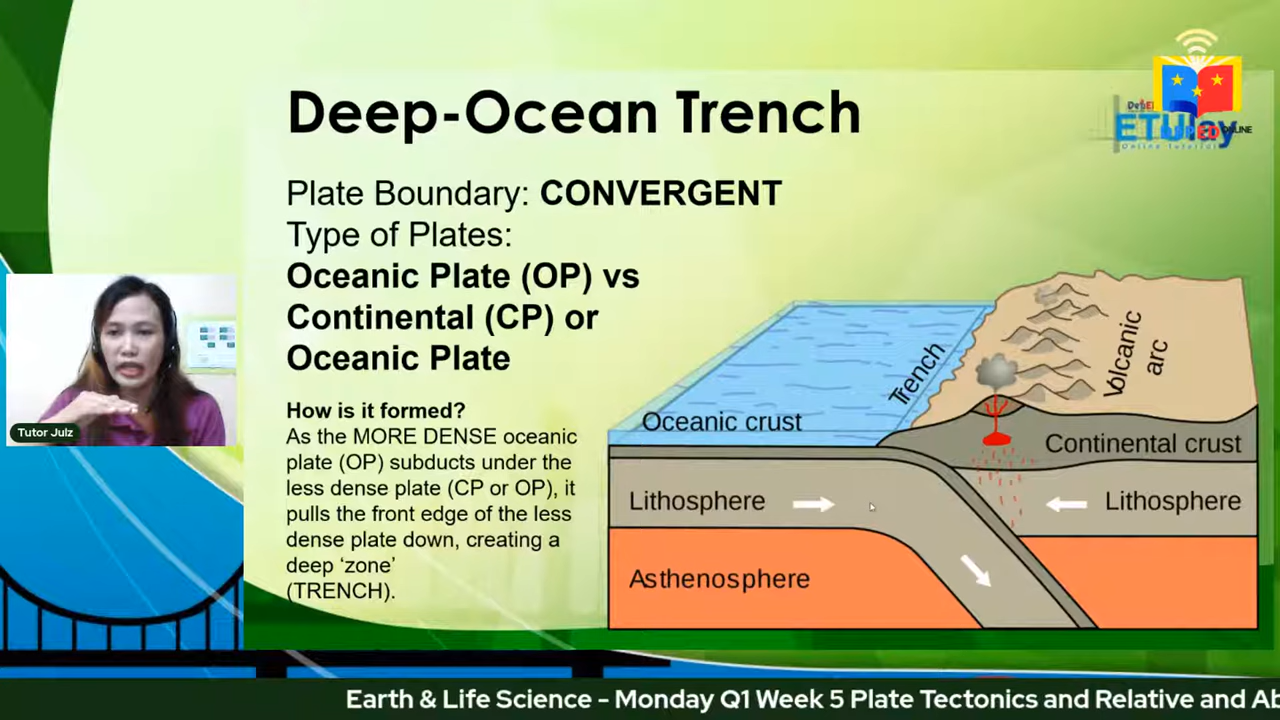 Deep-Ocean Trench
Plate Boundary: CONVERGENT
Type of Plates:
Oceanic Plate (OP) vs
Continental (CP) or
Oceanic Plate
How is it formed?
As the MORE DENSE oceanic
plate (OP) subducts under the
less dense plate (CP or OP), it
pulls the front edge of the less
dense plate down, creating a
deep ‘zone’
(TRENCH).
Oceanic crust
Trench
Volcanic
arc
Continental crust
Lithosphere
Lithosphere
Asthenosphere
Tutor Julz
ETUlay
ONLINE
Online Tutorial
Earth & Life Science - Monday Q1 Week 5 Plate Tectonics and Relative and Ab